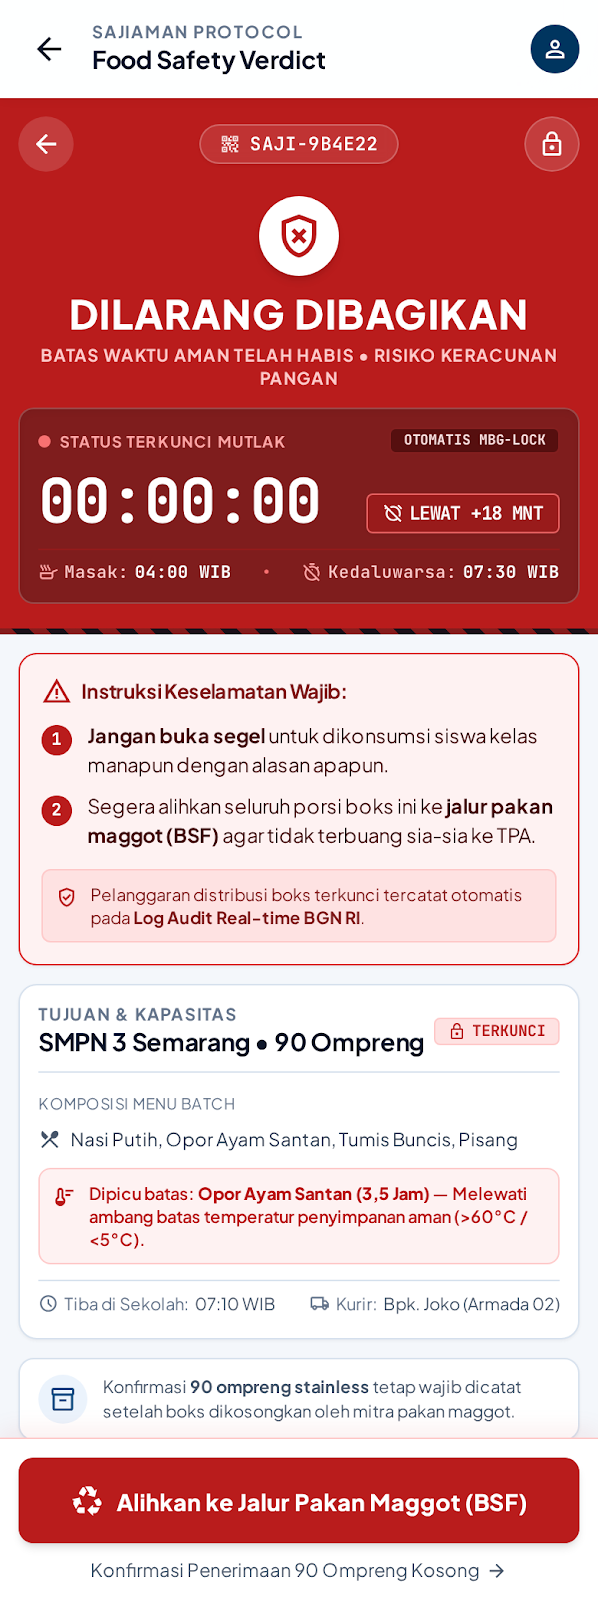 SAJIAMAN PROTOCOL
Food Safety Verdict
SAJI-9B4E22
DILARANG DIBAGIKAN
BATAS WAKTU AMAN TELAH HABIS • RISIKO KERACUNAN
PANGAN
STATUS TERKUNCI MUTLAK
OTOMATIS MBG-LOCK
00:00:00
LEWAT +18 MNT
Masak: 04:00 WIB • Kedaluwarsa: 07:30 WIB
Instruksi Keselamatan Wajib:
1 Jangan buka segel untuk dikonsumsi siswa kelas
manapun dengan alasan apapun.
2 Segera alihkan seluruh porsi boks ini ke jalur pakan
maggot (BSF) agar tidak terbuang sia-sia ke TPA.
Pelanggaran distribusi boks terkunci tercatat otomatis
pada Log Audit Real-time BGN RI.
TUJUAN & KAPASITAS
SMPN 3 Semarang • 90 Ompreng
TERKUNCI
KOMPOSISI MENU BATCH
Nasi Putih, Opor Ayam Santan, Tumis Buncis, Pisang
Dipicu batas: Opor Ayam Santan (3,5 Jam) — Melewati
ambang batas temperatur penyimpanan aman (>60°C /
<5°C).
Tiba di Sekolah: 07:10 WIB
Kurir: Bpk. Joko (Armada 02)
Konfirmasi 90 ompreng stainless tetap wajib dicatat
setelah boks dikosongkan oleh mitra pakan maggot.
Alihkan ke Jalur Pakan Maggot (BSF)
Konfirmasi Penerimaan 90 Ompreng Kosong →